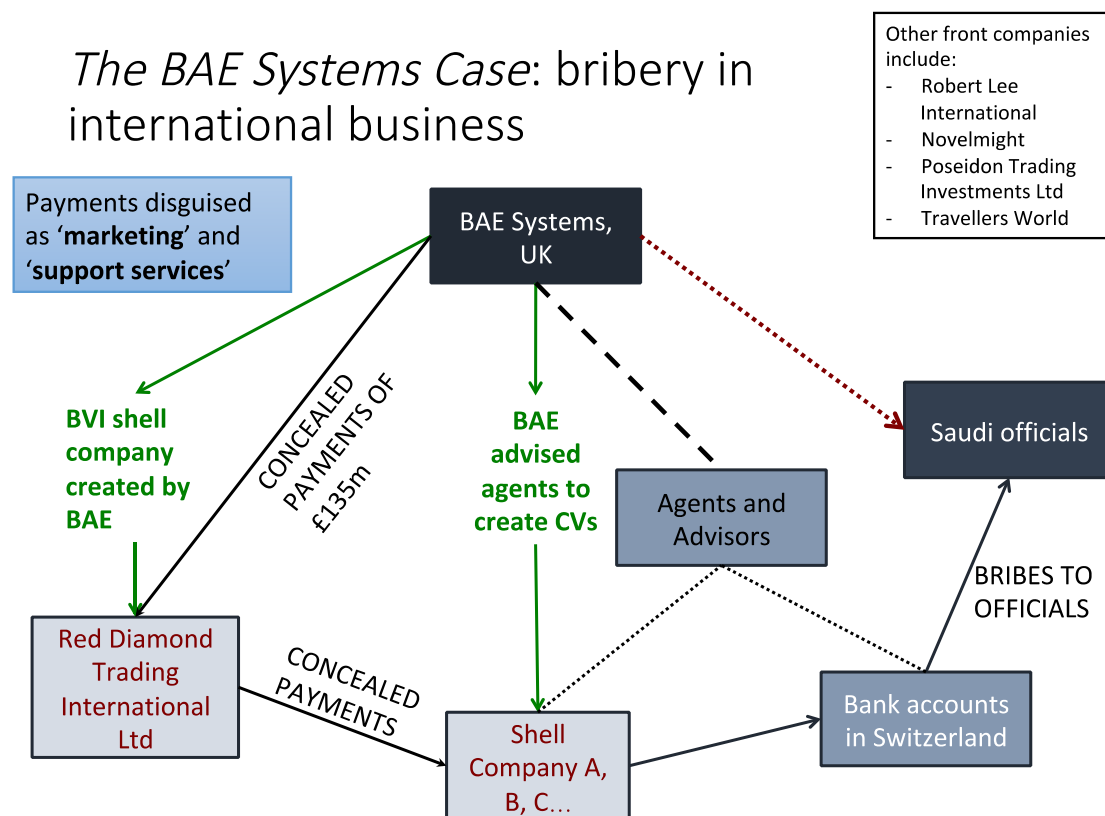 The BAE Systems Case: bribery in
international business
Other front companies
include:
- Robert Lee
International
- Novelmight
- Poseidon Trading
Investments Ltd
- Travellers World
Payments disguised
as ‘marketing’ and
‘support services’
BAE Systems,
UK
BVI shell
company
created by
BAE
CONCEALED
PAYMENTS OF
£135m
BAE
advised
agents to
create CVs
Agents and
Advisors
Saudi officials
BRIBES TO
OFFICIALS
Red Diamond
Trading
International
Ltd
CONCEALED
PAYMENTS
Shell
Company A,
B, C…
Bank accounts
in Switzerland